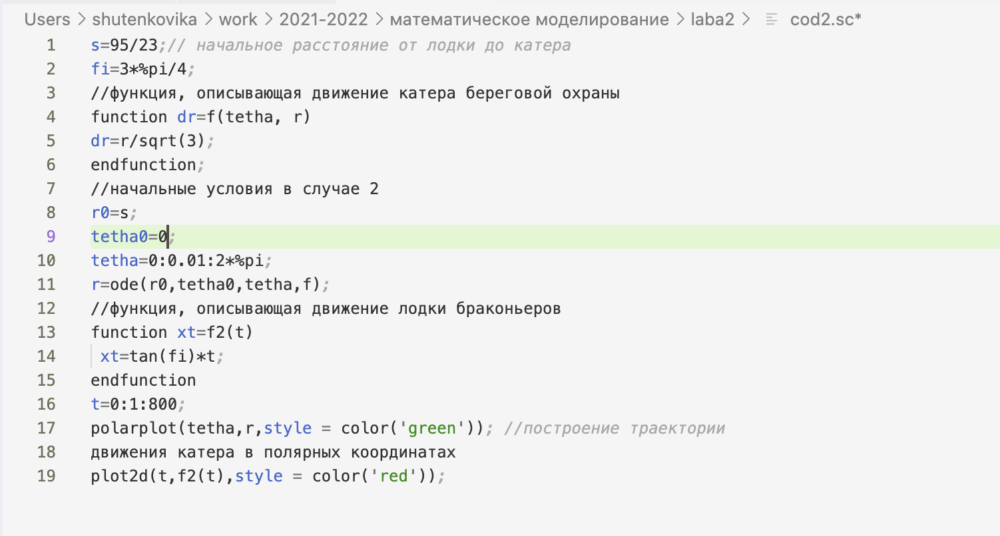 Users > shutenkovika > work > 2021-2022 > математическое моделирование > laba2 > cod2.sc*
1 s=95/23;// начальное расстояние от лодки до катера
2 fi=3*%pi/4;
3 //функция, описывающая движение катера береговой охраны
4 function dr=f(tetha, r)
5 dr=r/sqrt(3);
6 endfunction;
7 //начальные условия в случае 2
8 r0=s;
9 tetha0=0;
10 tetha=0:0.01:2*%pi;
11 r=ode(r0,tetha0,tetha,f);
12 //функция, описывающая движение лодки браконьеров
13 function xt=f2(t)
14 xt=tan(fi)*t;
15 endfunction
16 t=0:1:800;
17 polarplot(tetha,r,style = color('green')); //построение траектории
18 движения катера в полярных координатах
19 plot2d(t,f2(t),style = color('red'));